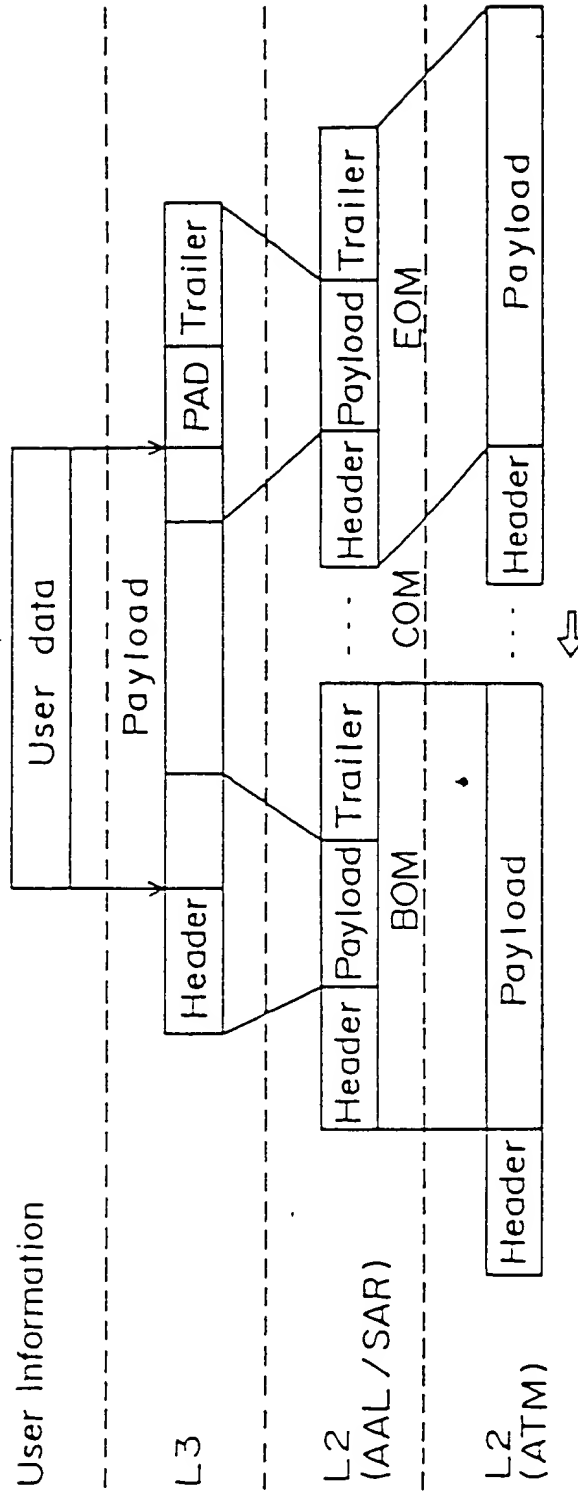 User Information
User data
L3
Payload
Header
PAD
Trailer
L2
(AAL/SAR)
Header
Payload
Trailer
BOM
· · · ·
COM
Header
Payload
Trailer
EOM
L2
(ATM)
Header
Payload
· · ·
Header
Payload